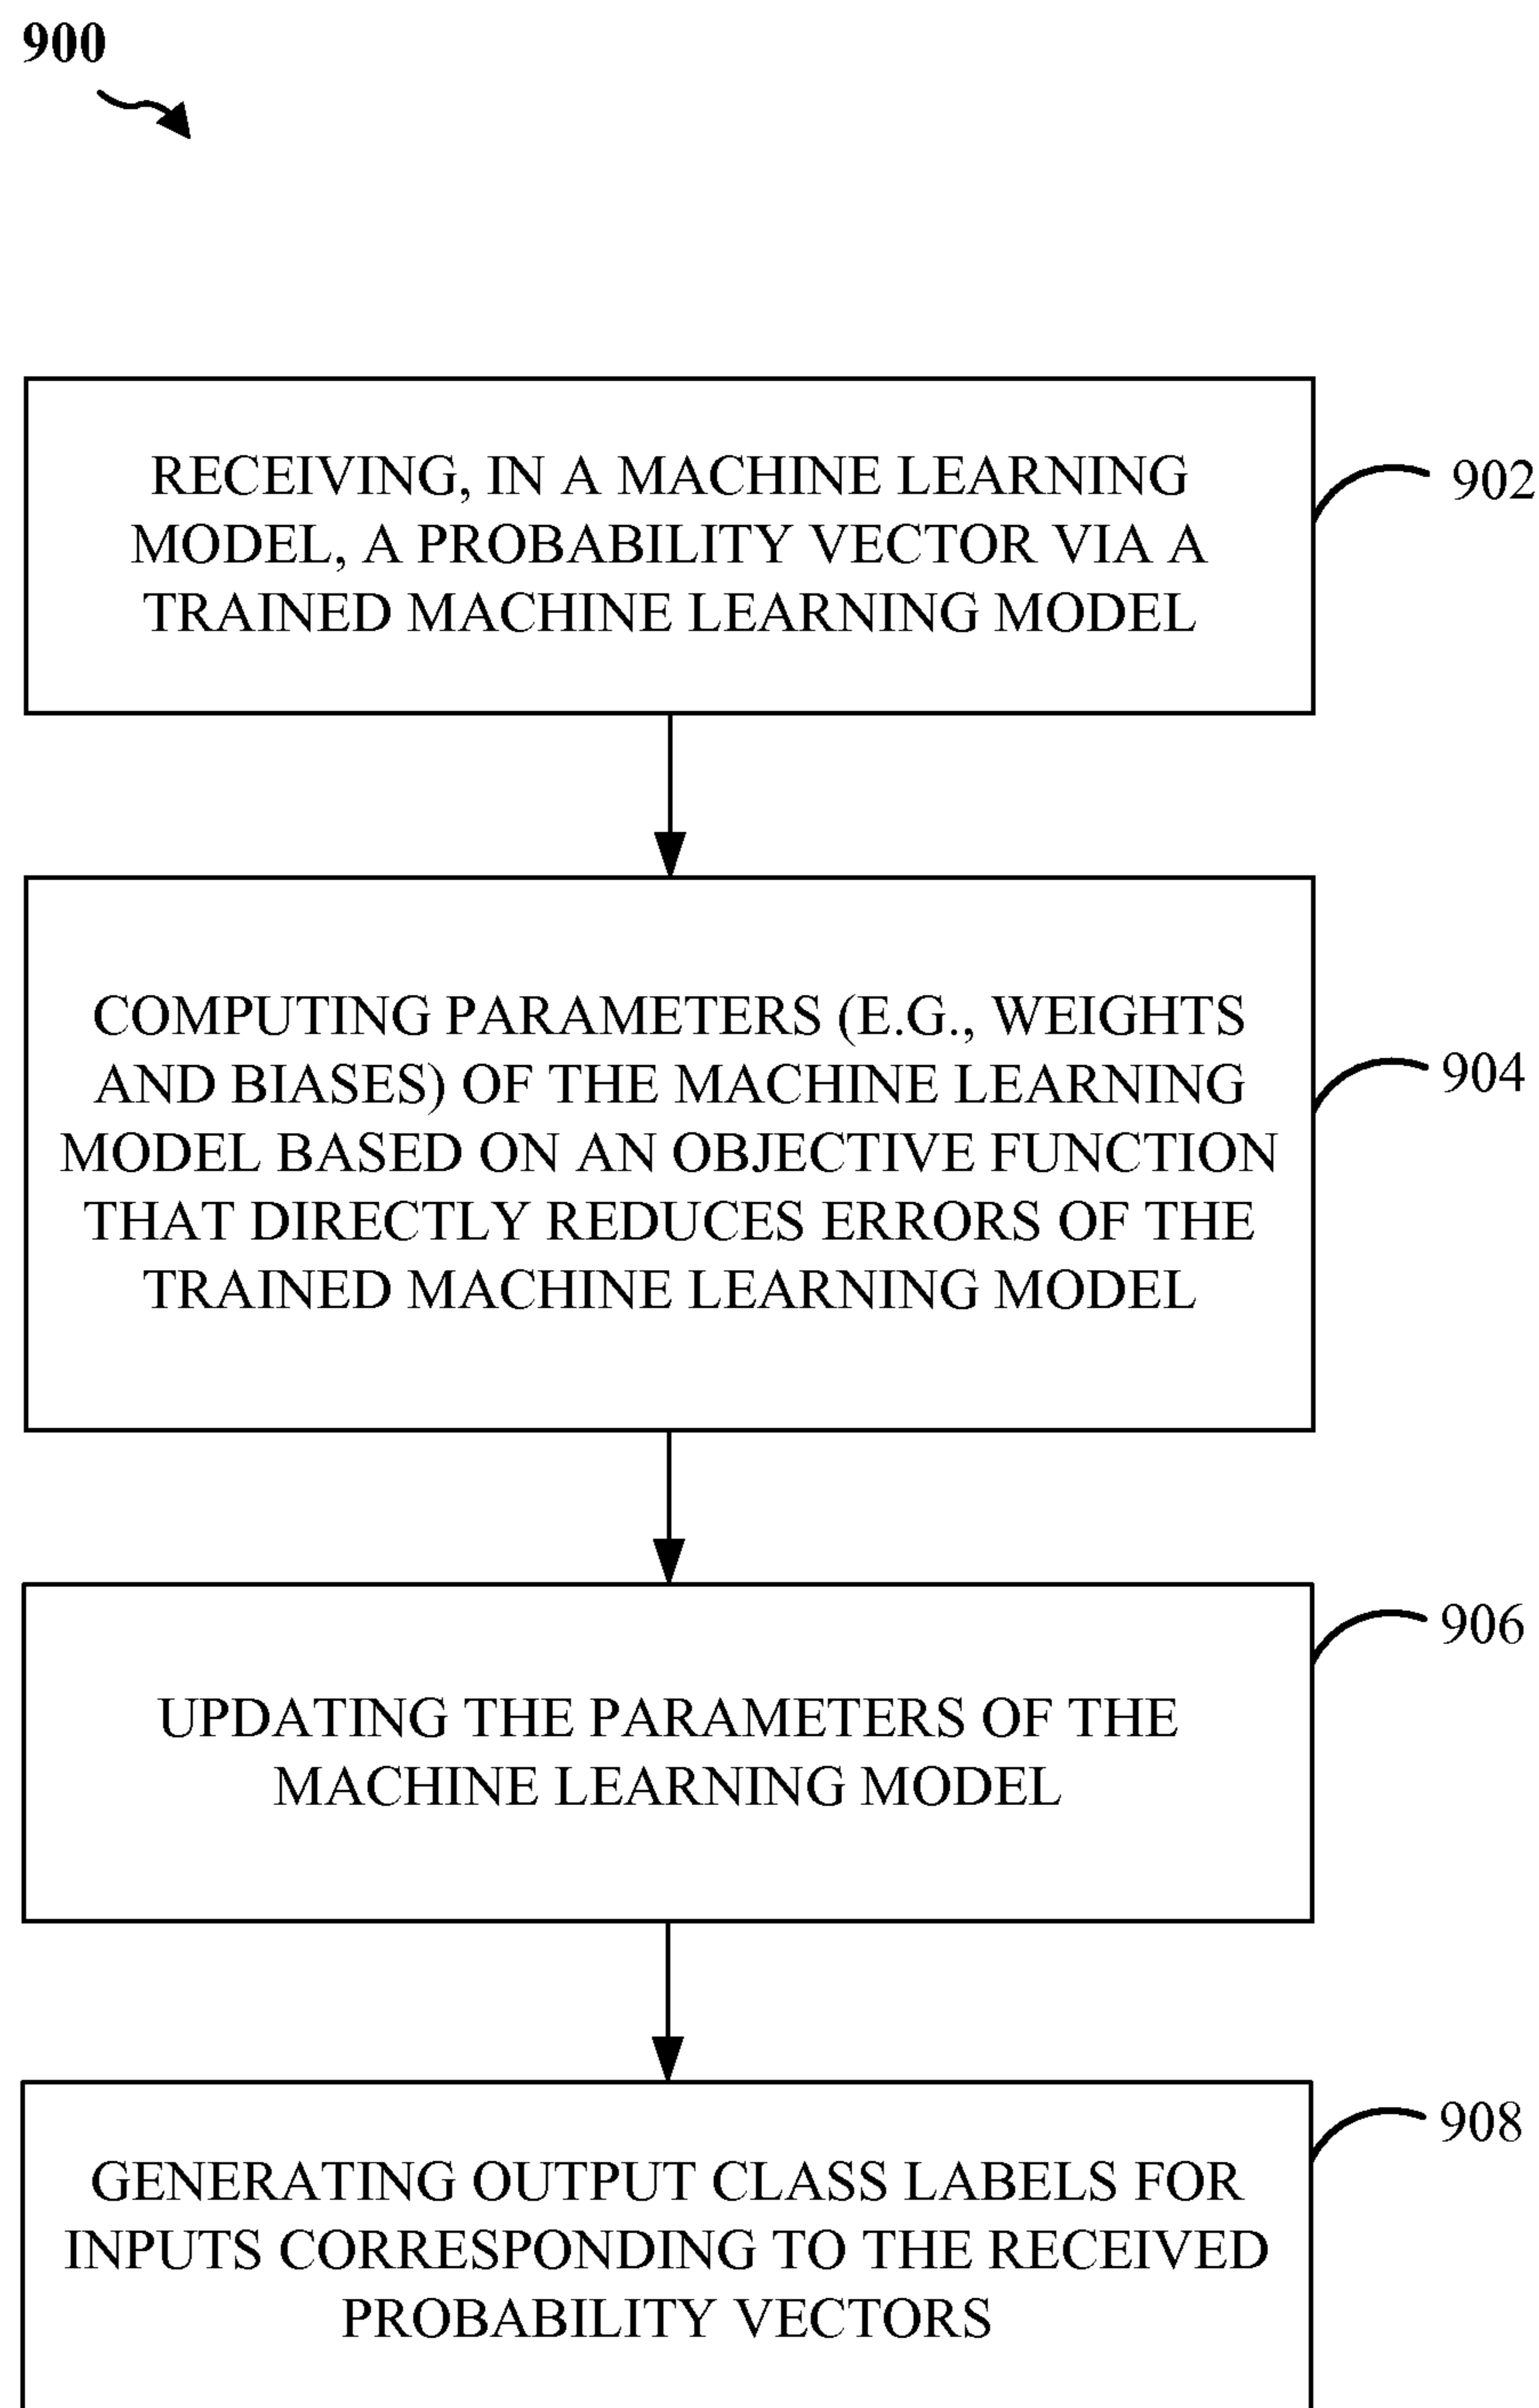 900
RECEIVING, IN A MACHINE LEARNING
MODEL, A PROBABILITY VECTOR VIA A
TRAINED MACHINE LEARNING MODEL
902
COMPUTING PARAMETERS (E.G., WEIGHTS
AND BIASES) OF THE MACHINE LEARNING
MODEL BASED ON AN OBJECTIVE FUNCTION
THAT DIRECTLY REDUCES ERRORS OF THE
TRAINED MACHINE LEARNING MODEL
904
UPDATING THE PARAMETERS OF THE
MACHINE LEARNING MODEL
906
GENERATING OUTPUT CLASS LABELS FOR
INPUTS CORRESPONDING TO THE RECEIVED
PROBABILITY VECTORS
908